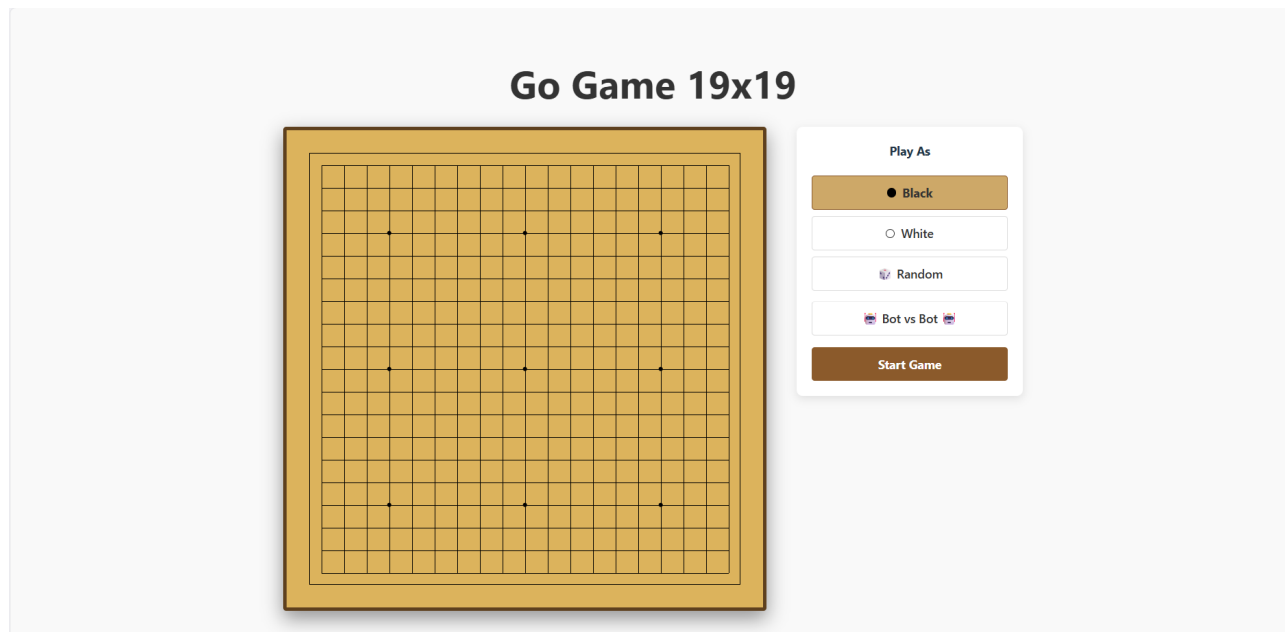 Go Game 19x19
Play As
Black
White
Random
Bot vs Bot
Start Game